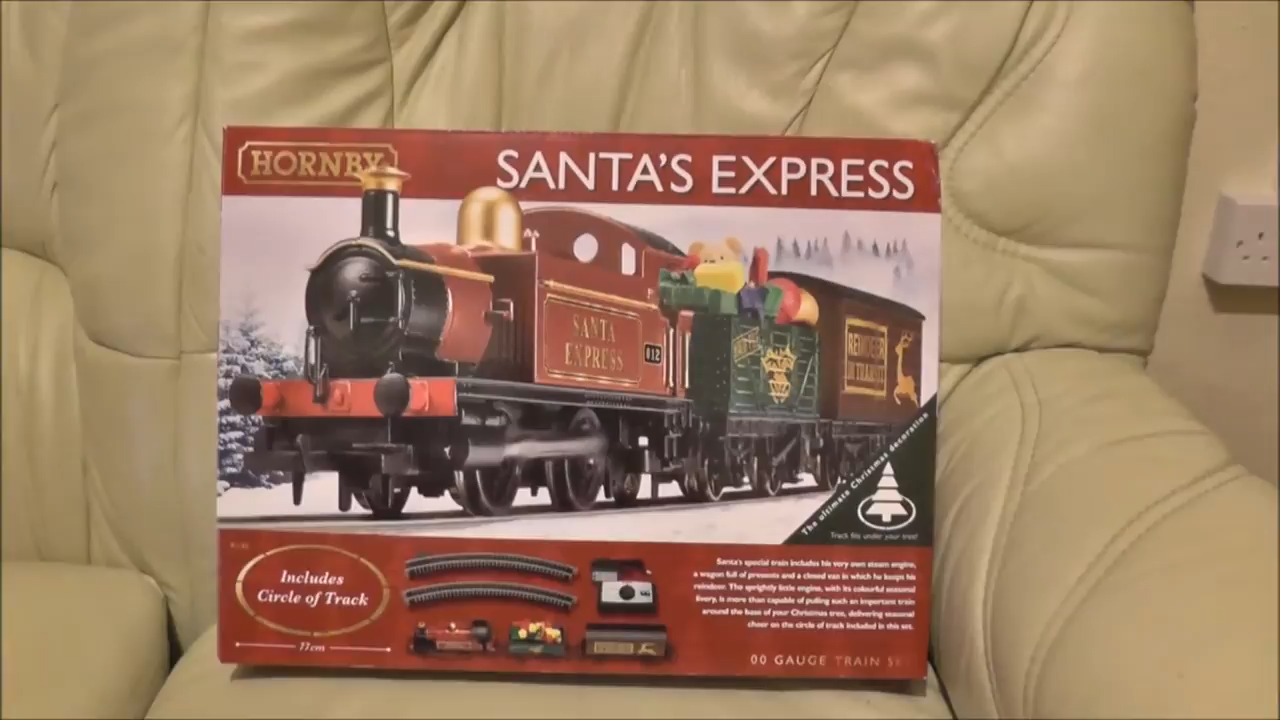 HORNBY
SANTA'S EXPRESS
SANTA
EXPRESS
012
REINDEER
IN TRANSIT
The ultimate Christmas decoration
Track fits under your tree!
Includes
Circle of Track
77cm
Santa's special train includes his very own steam engine,
a wagon full of presents and a closed van in which he keeps his
reindeer. The sprightly little engine, with its colourful seasonal
livery, is more than capable of pulling such an important train
around the base of your Christmas tree, delivering seasonal
cheer on the circle of track included in this set.
00 GAUGE TRAIN